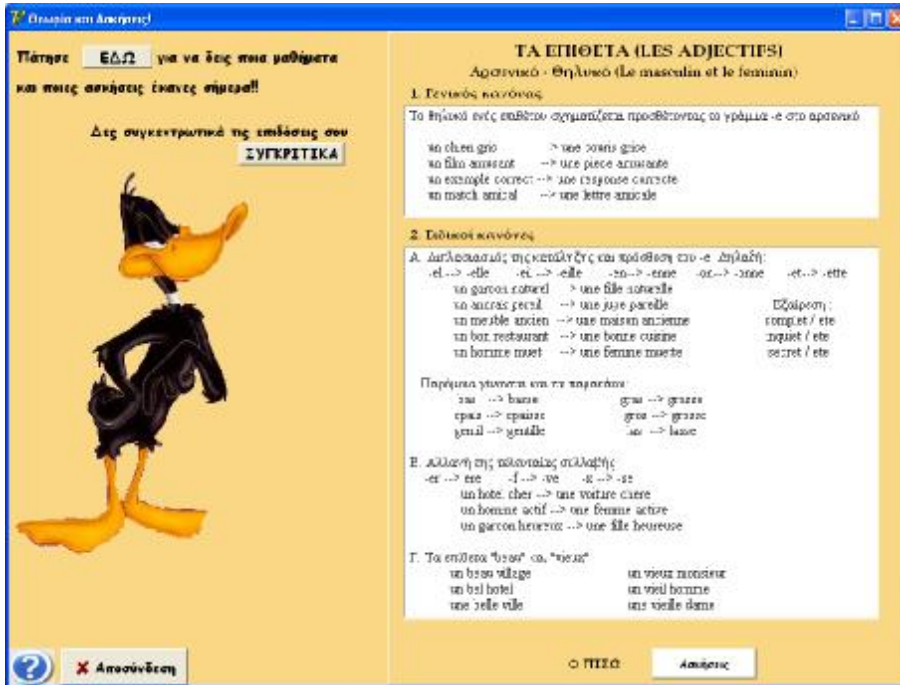 Θεωρία και Ασκήσεις!
Πάτησε ΕΔΩ για να δεις ποια μαθήματα
και ποιες ασκήσεις έκανες σήμερα!!
Δες συγκεντρωτικά τις επιδόσεις σου
ΣΥΓΚΡΙΤΙΚΑ
Αποσύνδεση
ΤΑ ΕΠΙΘΕΤΑ (LES ADJECTIFS)
Αρσενικό - Θηλυκό (Le masculin et le feminin)
1. Γενικός κανόνας
Το θηλυκό ενός επιθέτου σχηματίζεται προσθέτοντας το γράμμα -e στο αρσενικό
un chien gris --> une souris grise
un film amusant --> une piece amusante
un example correct --> une response correcte
un match amical --> une lettre amicale
2. Ειδικοί κανόνες
Α. Διπλασιασμός της κατάληξης και πρόσθεση του -e Δηλαδή:
-el --> -elle -eil --> -eille -en --> -enne -on --> -onne -et --> -ette
un garcon naturel --> une fille naturelle
un pareil --> une jupe pareille Εξαίρεση :
un meuble ancien --> une maison ancienne complet / ete
un bon restaurant --> une bonne cuisine inquiet / ete
un homme muet --> une femme muette secret / ete
Παρόμοια γίνονται και τα παρακάτω:
bas --> basse gras --> grasse
epais --> epaisse gros --> grosse
gentil --> gentille las --> lasse
Β. Αλλαγή της τελευταίας συλλαβής
-er --> ere -f --> -ve -x --> -se
un hotel cher --> une voiture chere
un homme actif --> une femme active
un garcon heureux --> une fille heureuse
Γ. Τα επίθετα "beau" και "vieux"
un beau village un vieux monsieur
un bel hotel un vieil homme
une belle ville une vieille dame
ΠΙΣΩ Ασκήσεις